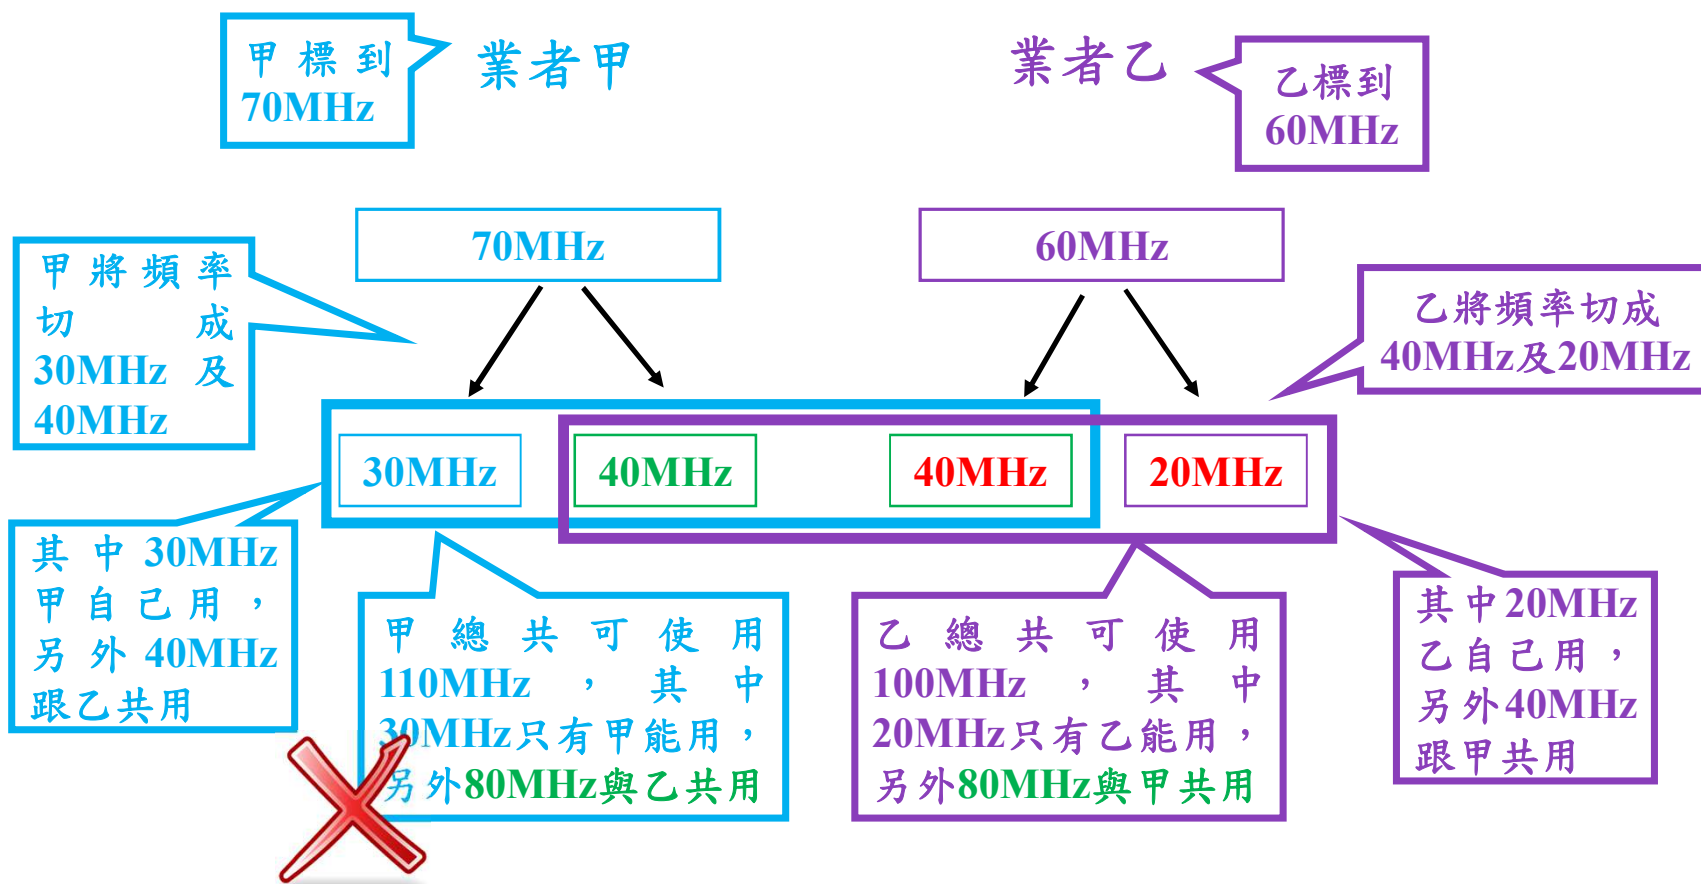 甲標到
70MHz
業者甲
業者乙
乙標到
60MHz
70MHz
60MHz
甲將頻率
切成
30MHz及
40MHz
乙將頻率切成
40MHz及20MHz
30MHz
40MHz
40MHz
20MHz
其中30MHz
甲自己用，
另外40MHz
跟乙共用
甲總共可使用
110MHz，其中
30MHz只有甲能用，
另外80MHz與乙共用
乙總共可使用
100MHz，其中
20MHz只有乙能用，
另外80MHz與甲共用
其中20MHz
乙自己用，
另外40MHz
跟甲共用